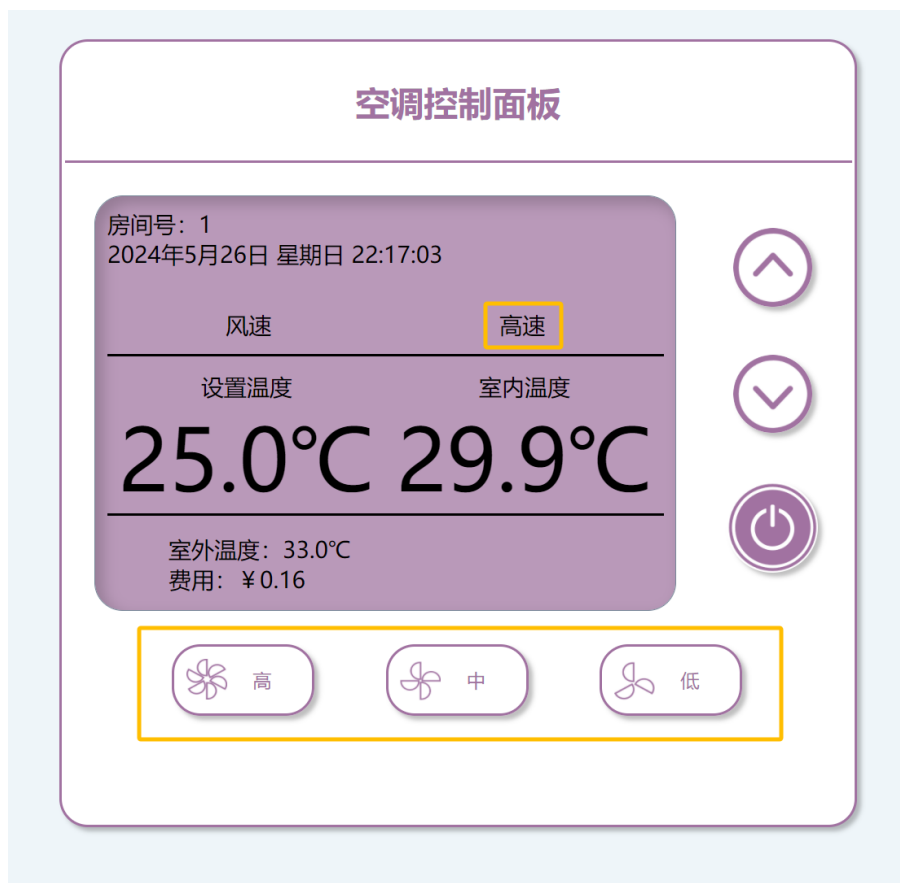 空调控制面板
房间号：1
2024年5月26日 星期日 22:17:03
风速 高速
设置温度 室内温度
25.0℃ 29.9℃
室外温度：33.0℃
费用：￥0.16
高 中 低